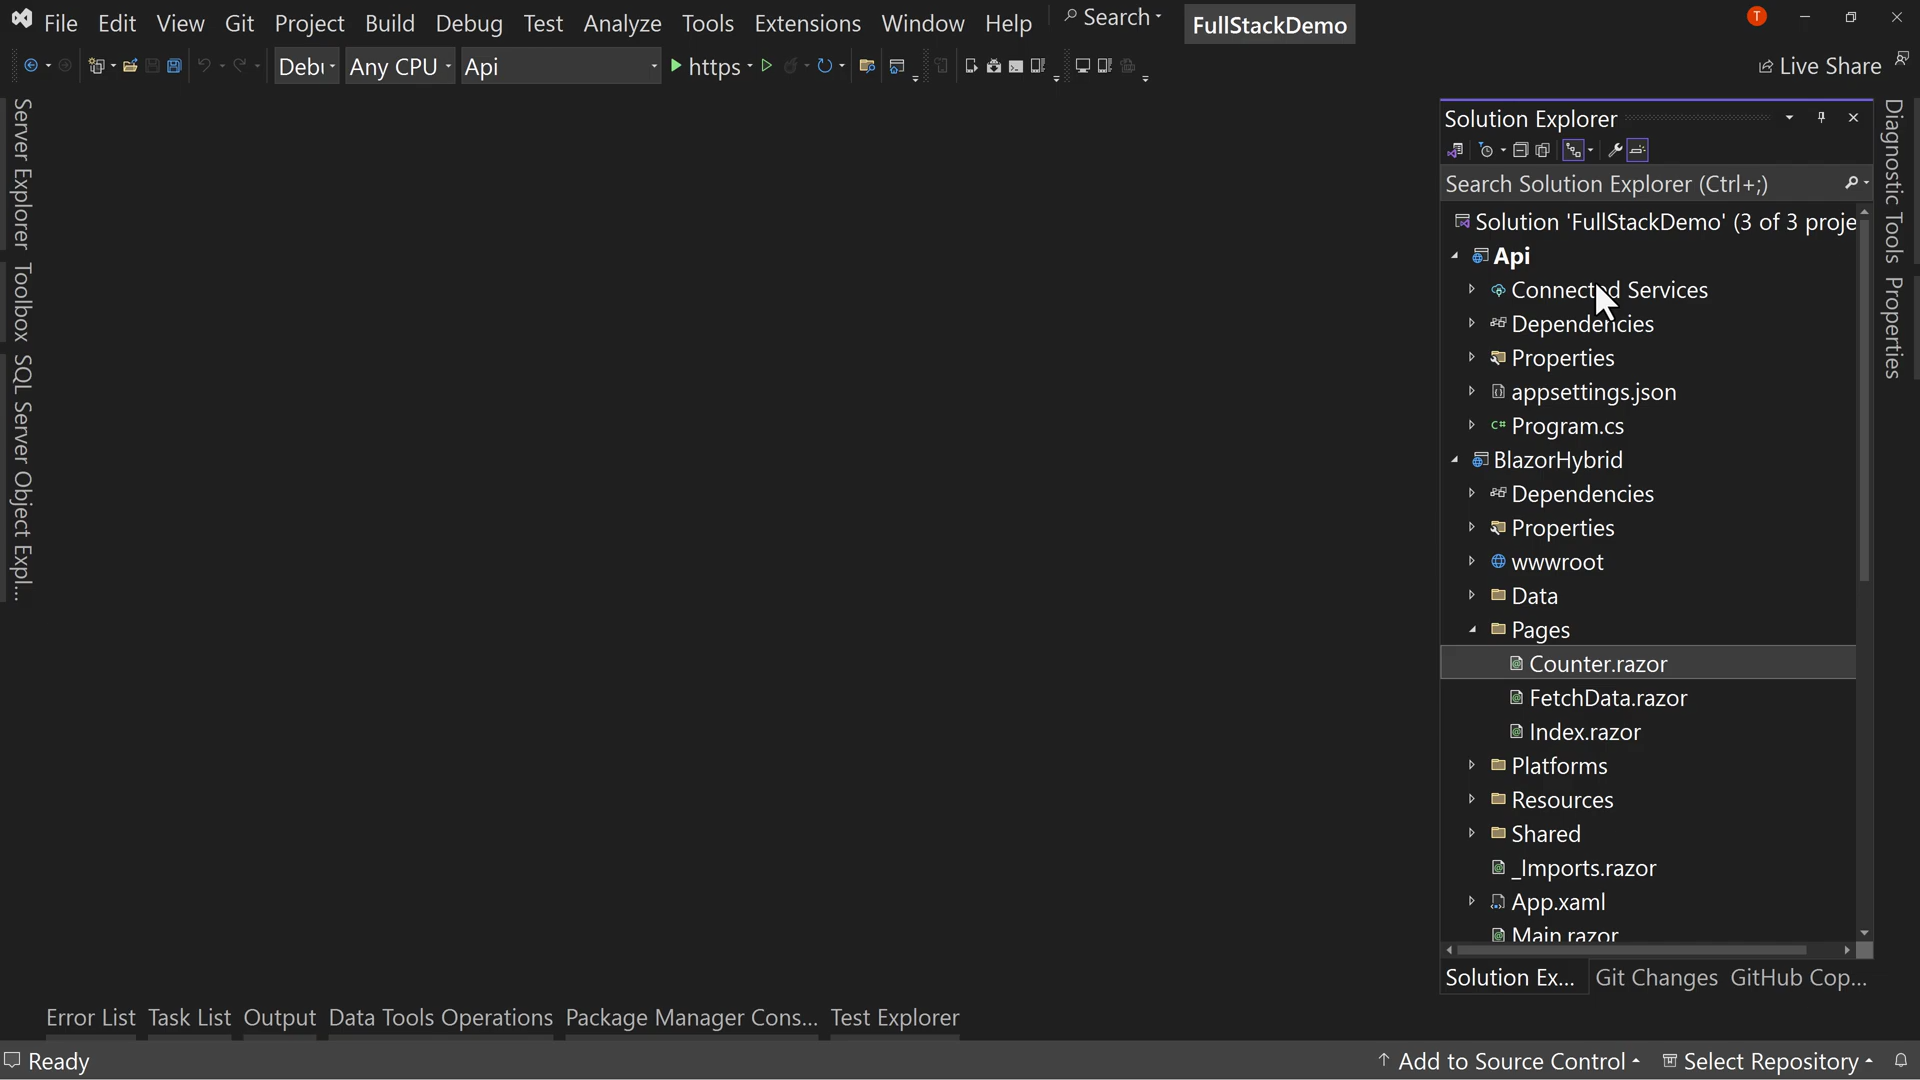 File Edit View Git Project Build Debug Test Analyze Tools Extensions Window Help Search FullStackDemo
T
Debu Any CPU Api https Live Share
Server Explorer
Toolbox
SQL Server Object Expl...
Solution Explorer
Search Solution Explorer (Ctrl+;)
Solution 'FullStackDemo' (3 of 3 proje
Api
Connected Services
Dependencies
Properties
appsettings.json
C# Program.cs
BlazorHybrid
Dependencies
Properties
wwwroot
Data
Pages
Counter.razor
FetchData.razor
Index.razor
Platforms
Resources
Shared
_Imports.razor
App.xaml
Main.razor
Solution Ex... Git Changes GitHub Cop...
Diagnostic Tools
Properties
Error List Task List Output Data Tools Operations Package Manager Cons... Test Explorer
Ready Add to Source Control Select Repository